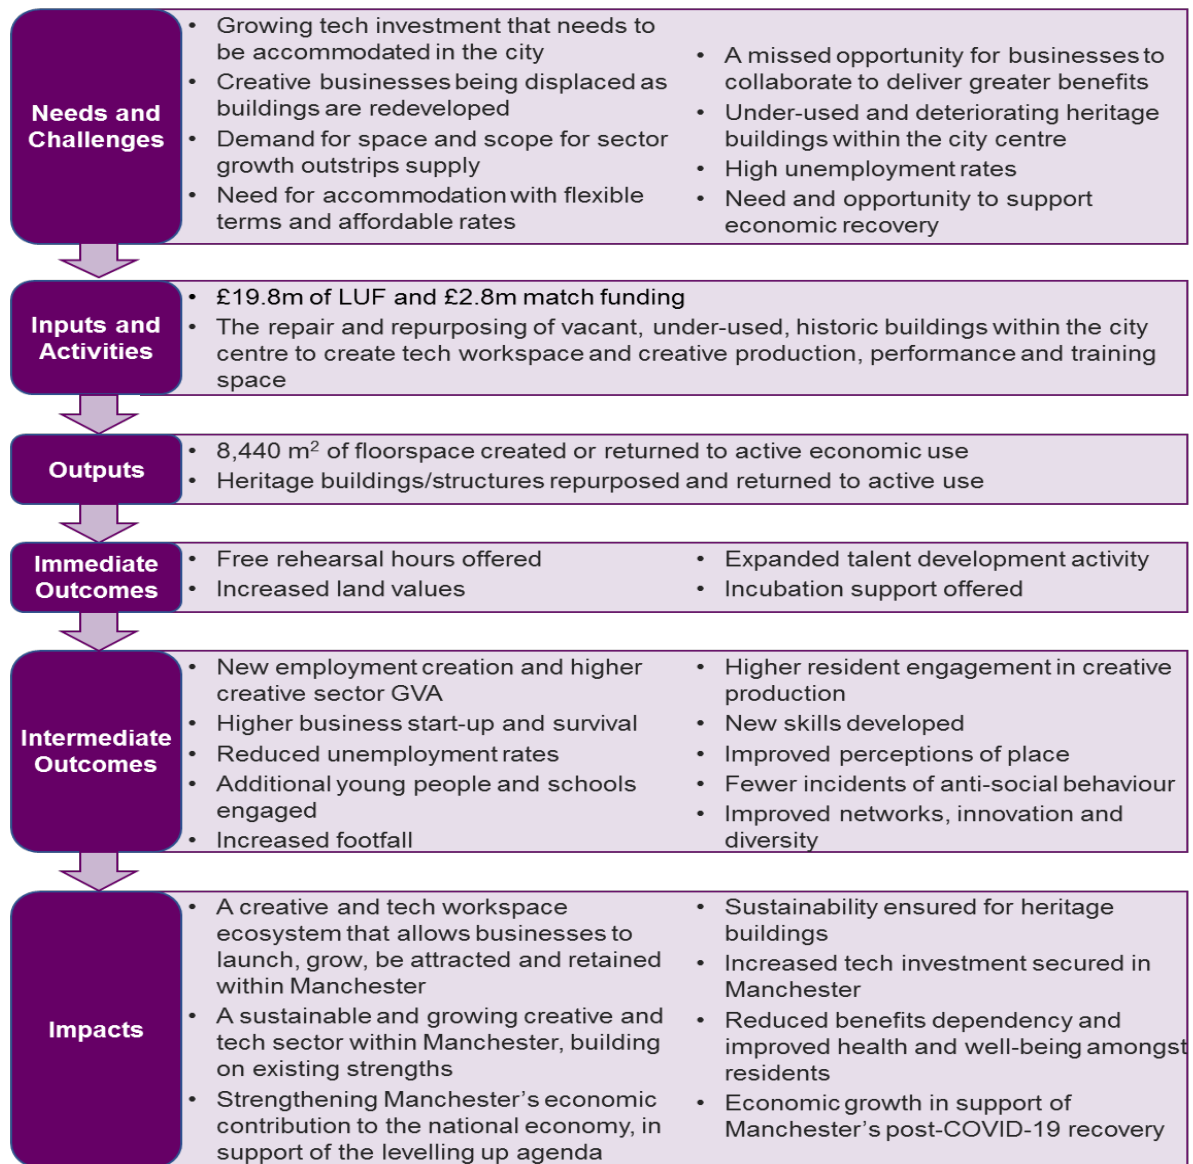 Needs and
Challenges
• Growing tech investment that needs to
be accommodated in the city
• Creative businesses being displaced as
buildings are redeveloped
• Demand for space and scope for sector
growth outstrips supply
• Need for accommodation with flexible
terms and affordable rates
• A missed opportunity for businesses to
collaborate to deliver greater benefits
• Under-used and deteriorating heritage
buildings within the city centre
• High unemployment rates
• Need and opportunity to support
economic recovery
Inputs and
Activities
• £19.8m of LUF and £2.8m match funding
• The repair and repurposing of vacant, under-used, historic buildings within the city
centre to create tech workspace and creative production, performance and training
space
Outputs
• 8,440 m² of floorspace created or returned to active economic use
• Heritage buildings/structures repurposed and returned to active use
Immediate
Outcomes
• Free rehearsal hours offered
• Increased land values
• Expanded talent development activity
• Incubation support offered
Intermediate
Outcomes
• New employment creation and higher
creative sector GVA
• Higher business start-up and survival
• Reduced unemployment rates
• Additional young people and schools
engaged
• Increased footfall
• Higher resident engagement in creative
production
• New skills developed
• Improved perceptions of place
• Fewer incidents of anti-social behaviour
• Improved networks, innovation and
diversity
Impacts
• A creative and tech workspace
ecosystem that allows businesses to
launch, grow, be attracted and retained
within Manchester
• A sustainable and growing creative and
tech sector within Manchester, building
on existing strengths
• Strengthening Manchester’s economic
contribution to the national economy, in
support of the levelling up agenda
• Sustainability ensured for heritage
buildings
• Increased tech investment secured in
Manchester
• Reduced benefits dependency and
improved health and well-being amongst
residents
• Economic growth in support of
Manchester’s post-COVID-19 recovery